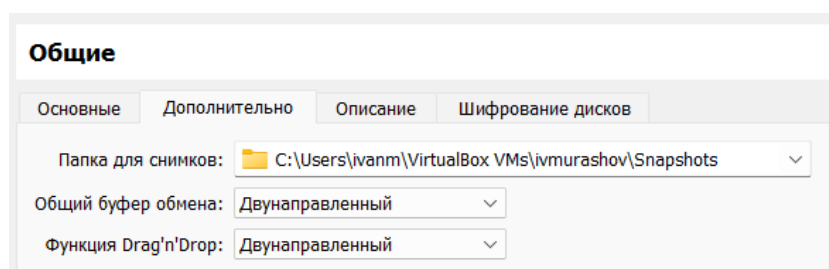 Общие
Основные Дополнительно Описание Шифрование дисков
Папка для снимков: C:\Users\ivanm\VirtualBox VMs\ivmurashov\Snapshots
Общий буфер обмена: Двунаправленный
Функция Drag'n'Drop: Двунаправленный